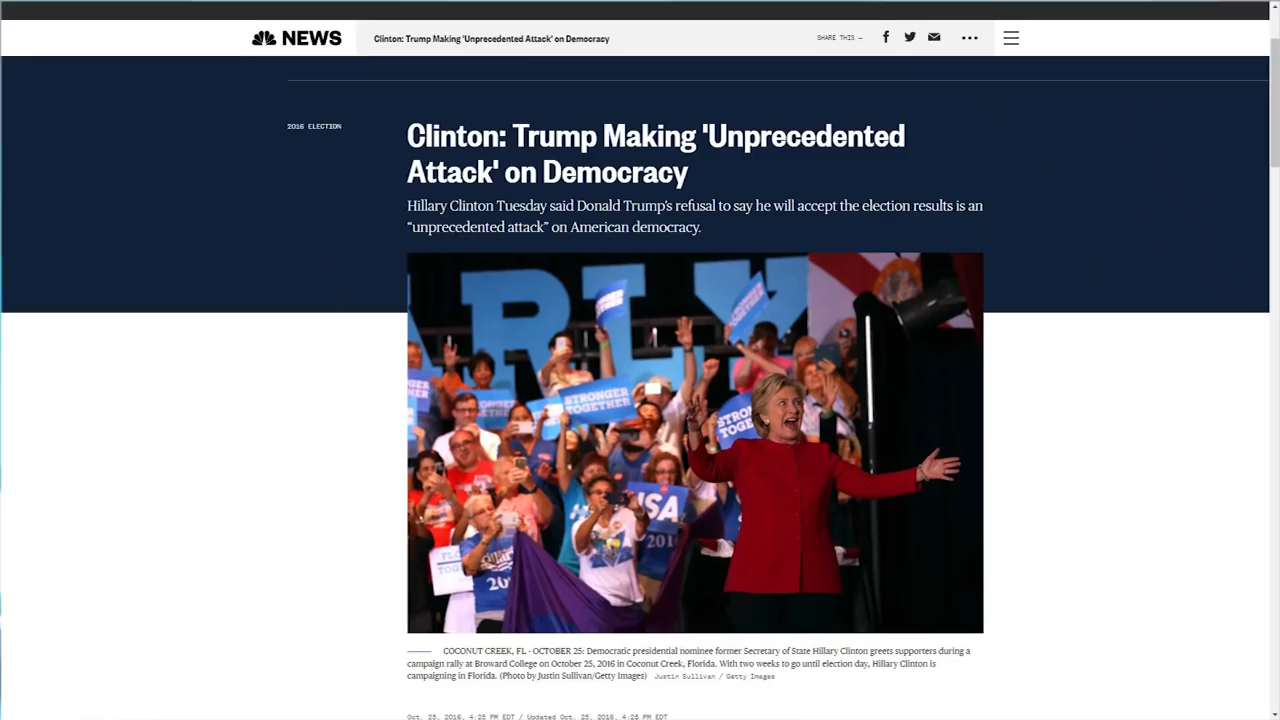 NEWS
Clinton: Trump Making 'Unprecedented Attack' on Democracy
SHARE THIS —
2016 ELECTION
Clinton: Trump Making 'Unprecedented
Attack' on Democracy
Hillary Clinton Tuesday said Donald Trump's refusal to say he will accept the election results is an
“unprecedented attack” on American democracy.
ARLY
STRONGER
TOGETHER
STRONGER
TOGETHER
USA
201
20
COCONUT CREEK, FL - OCTOBER 25: Democratic presidential nominee former Secretary of State Hillary Clinton greets supporters during a
campaign rally at Broward College on October 25, 2016 in Coconut Creek, Florida. With two weeks to go until election day, Hillary Clinton is
campaigning in Florida. (Photo by Justin Sullivan/Getty Images) Justin Sullivan / Getty Images
Oct. 25, 2016, 4:25 PM EDT / Updated Oct. 25, 2016, 4:25 PM EDT